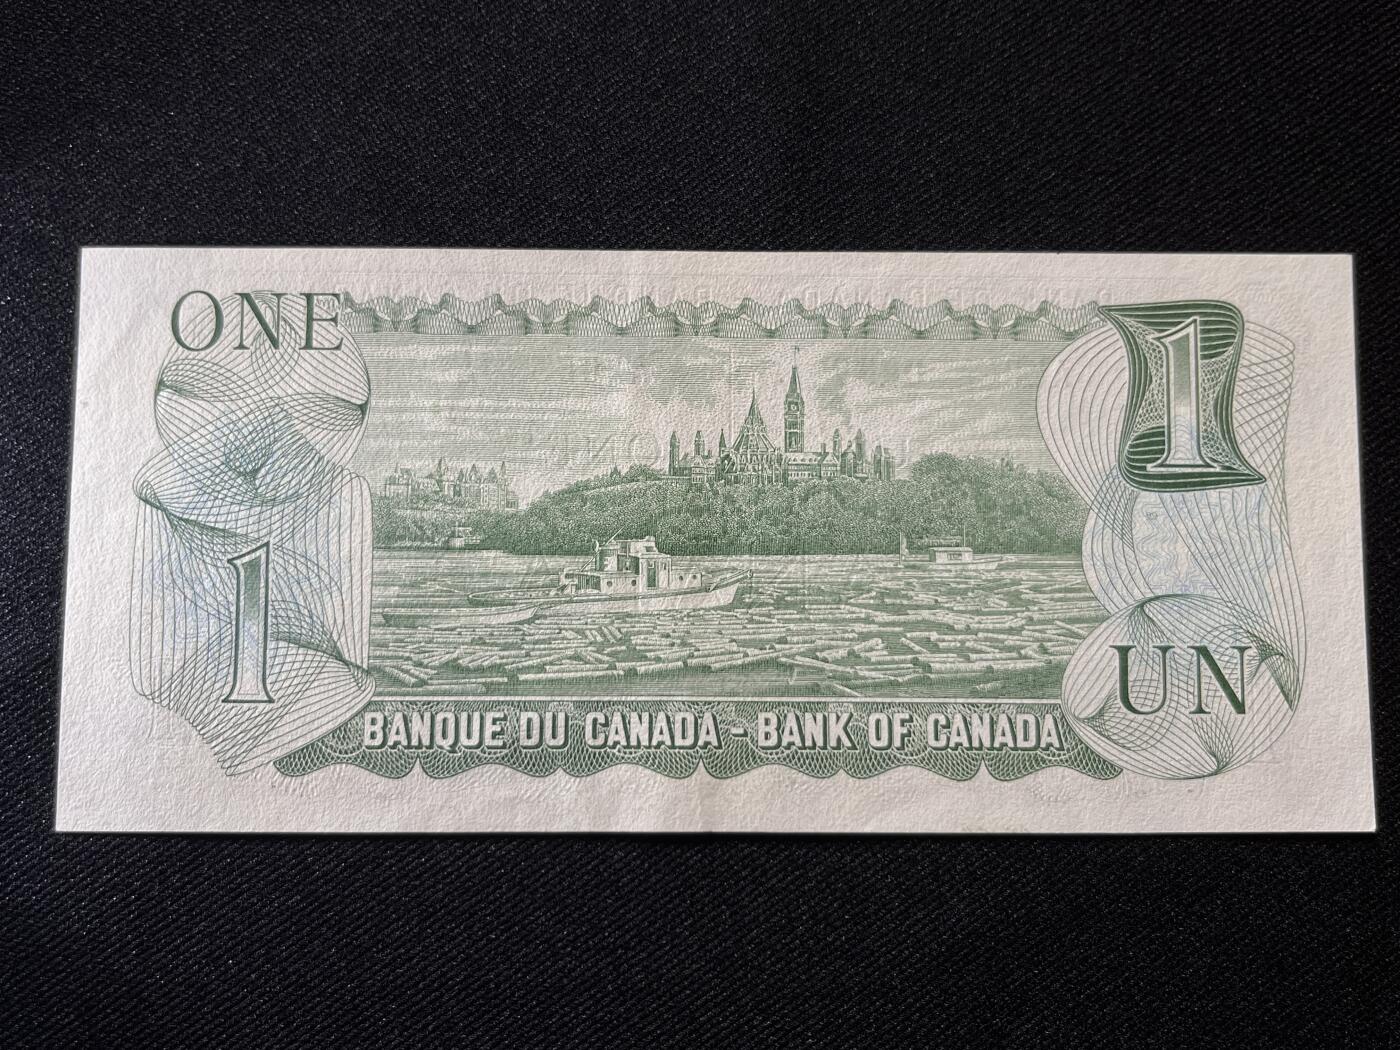 ONE
1
1
UN
BANQUE DU CANADA - BANK OF CANADA